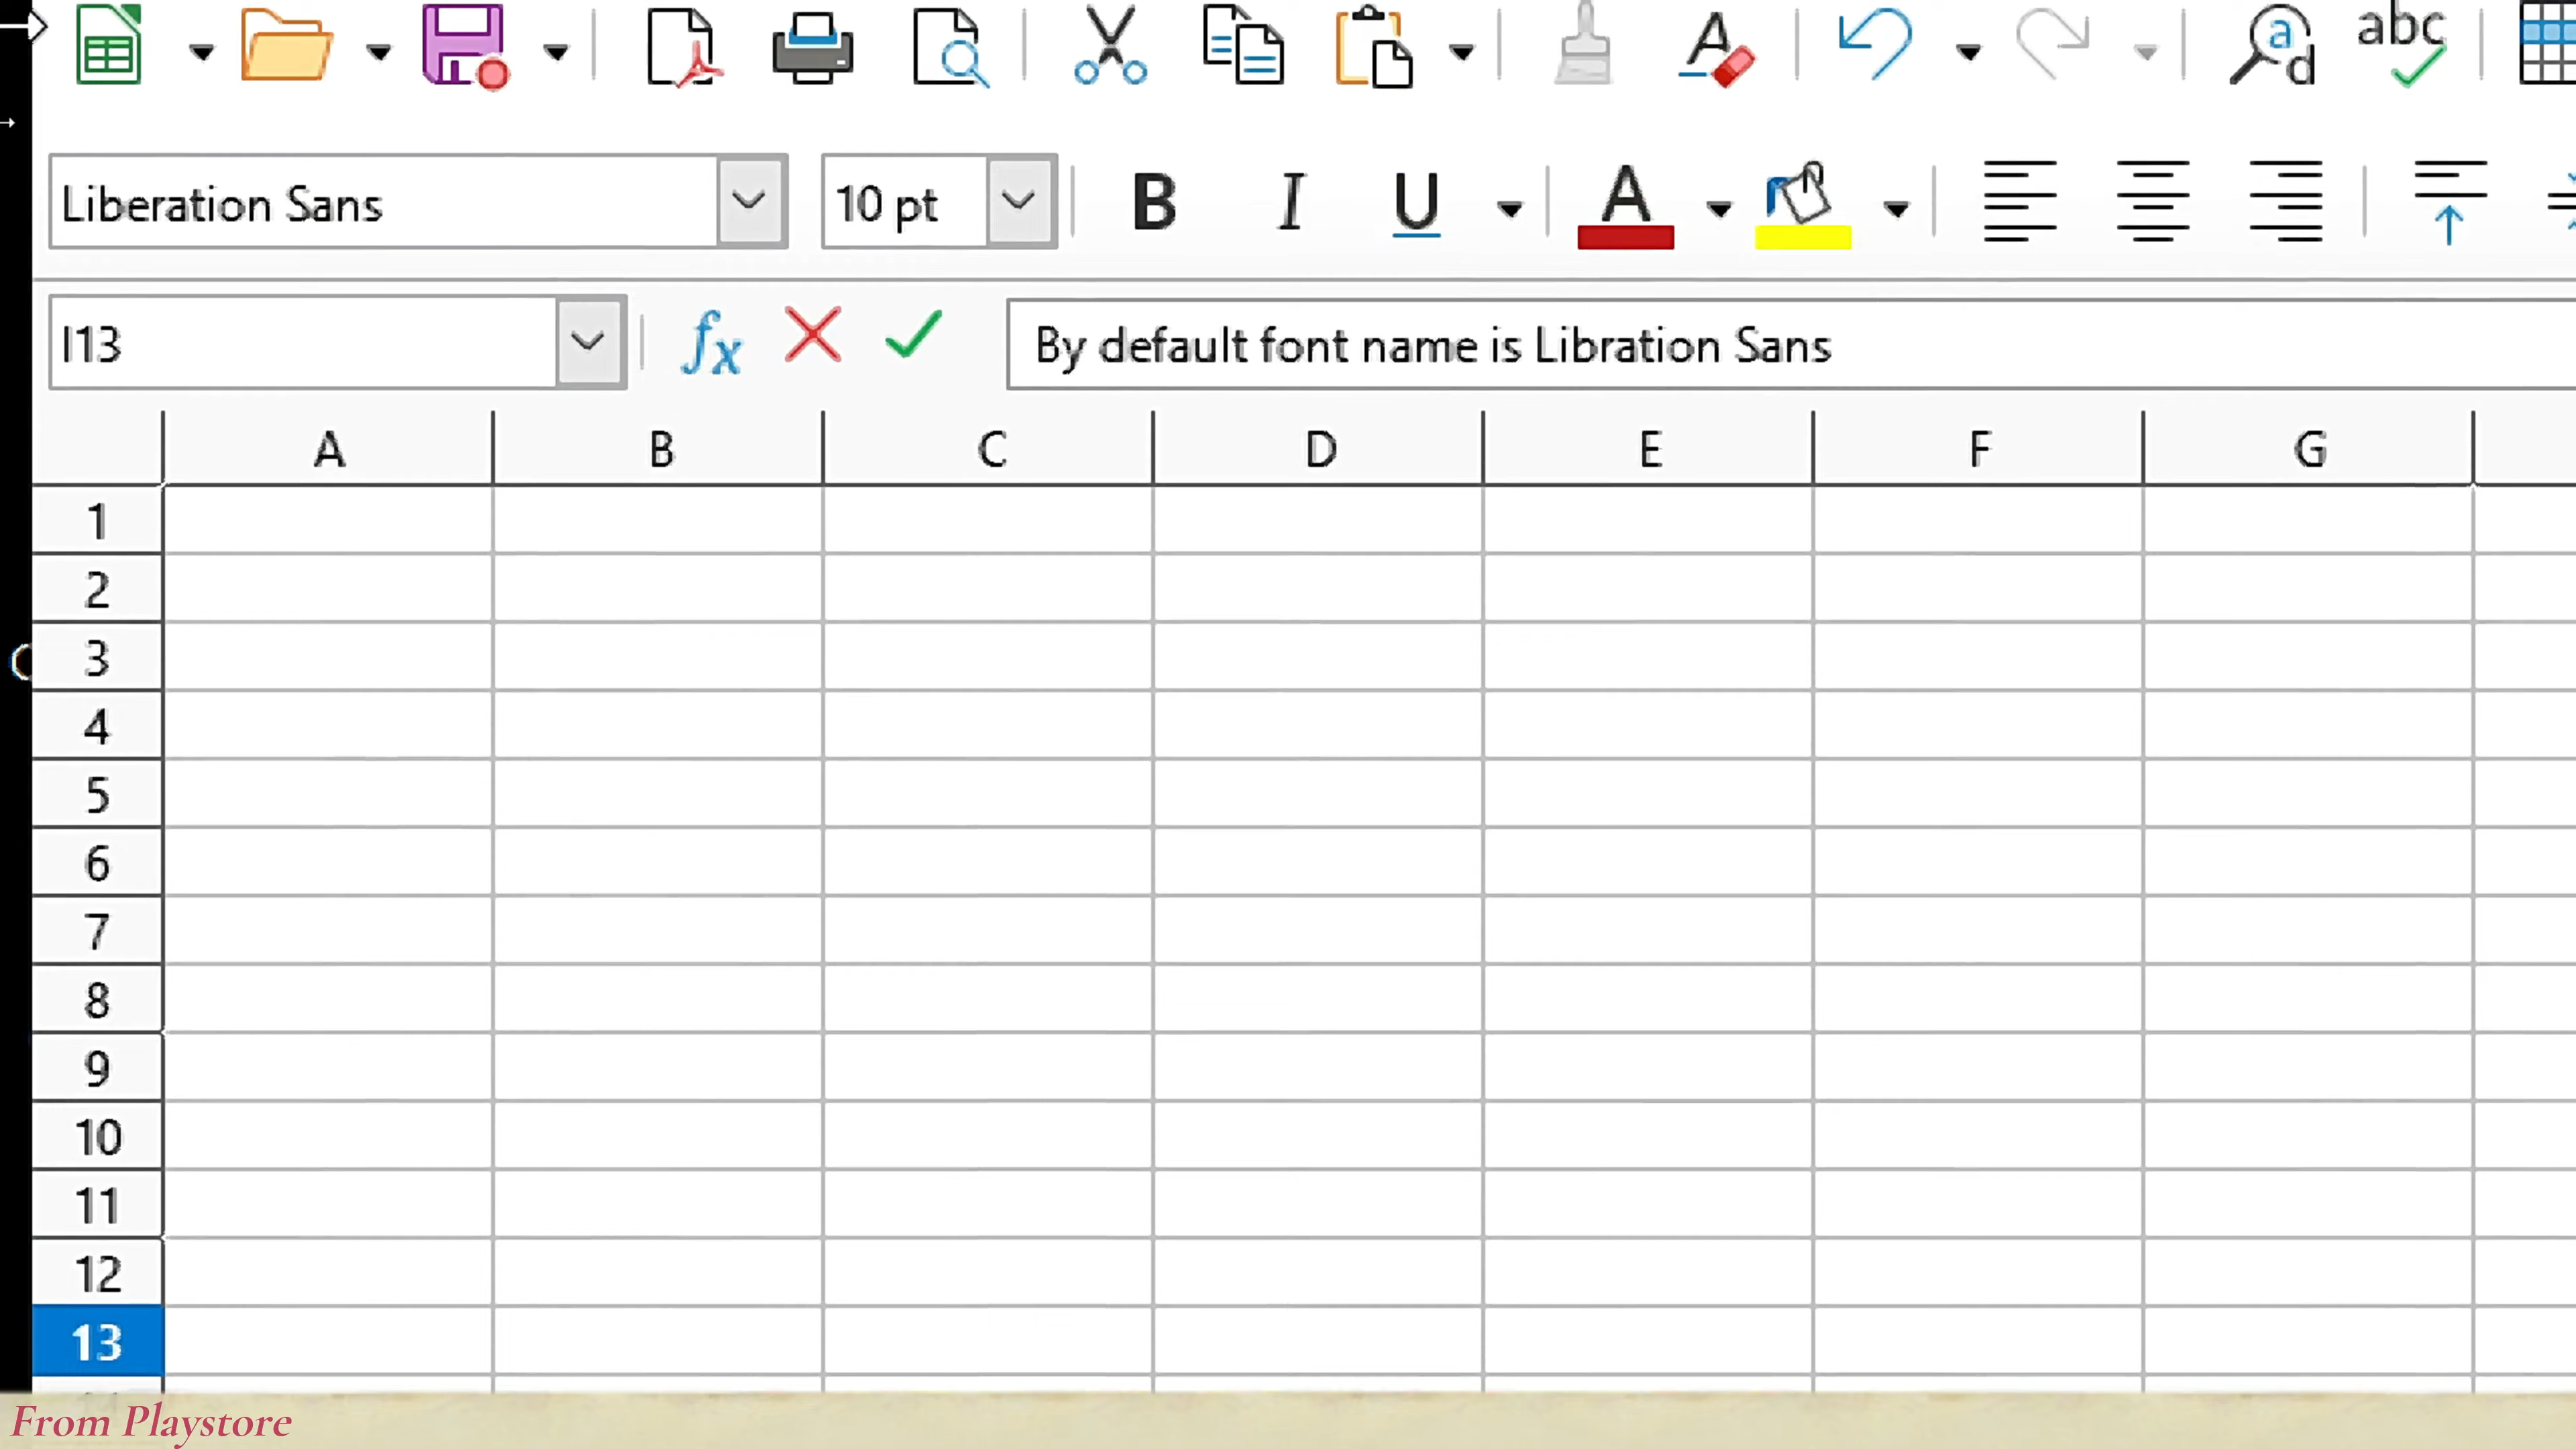 a
d
abc
Liberation Sans
10 pt
B I U A
I13
fx
By default font name is Libration Sans
A B C D E F G
1
2
3
4
5
6
7
8
9
10
11
12
13
From Playstore